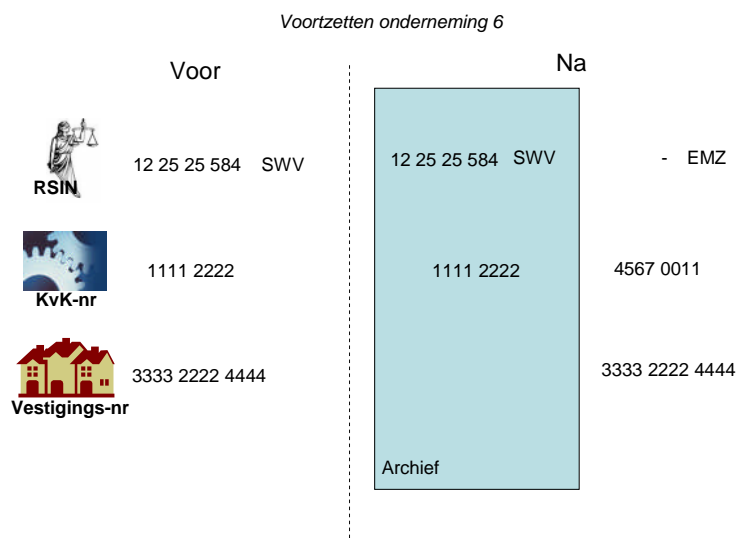 Voortzetten onderneming 6
Voor
Na
RSIN
12 25 25 584 SWV
12 25 25 584 SWV
- EMZ
KvK-nr
1111 2222
1111 2222
4567 0011
Vestigings-nr
3333 2222 4444
3333 2222 4444
Archief